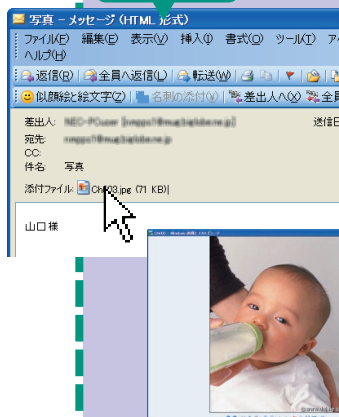 写真 - メッセージ (HTML 形式)
ファイル(F) 編集(E) 表示(V) 挿入(I) 書式(O) ツール(T)
ヘルプ(H)
返信(R) 全員へ返信(L) 転送(W)
似顔絵と絵文字(Z) 名刺の添付(V) 差出人へ(X) 全員
差出人: 送信日
宛先:
CC:
件名: 写真
添付ファイル: .jpg (71 KB)
山口様